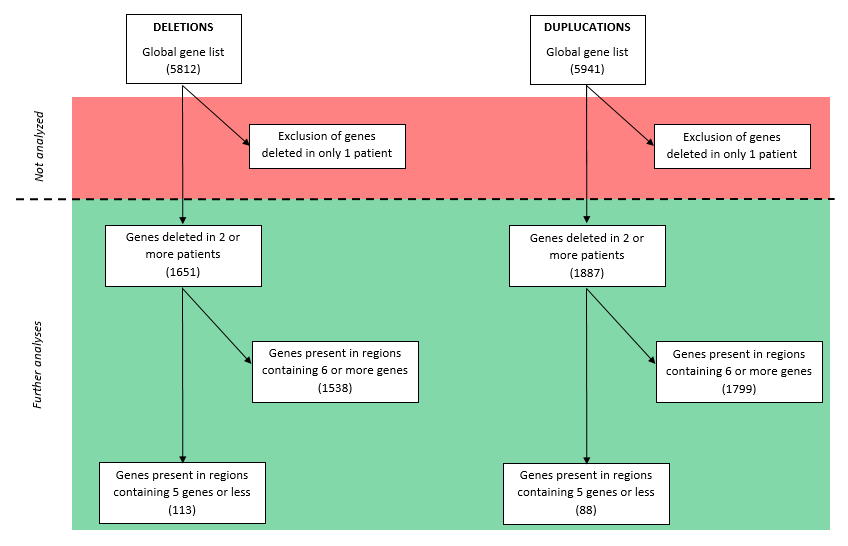 DELETIONS
Global gene list
(5812)
DUPLUCATIONS
Global gene list
(5941)
Not analyzed
Exclusion of genes
deleted in only 1 patient
Exclusion of genes
deleted in only 1 patient
Further analyses
Genes deleted in 2 or
more patients
(1651)
Genes deleted in 2 or
more patients
(1887)
Genes present in regions
containing 6 or more genes
(1538)
Genes present in regions
containing 6 or more genes
(1799)
Genes present in regions
containing 5 genes or less
(113)
Genes present in regions
containing 5 genes or less
(88)